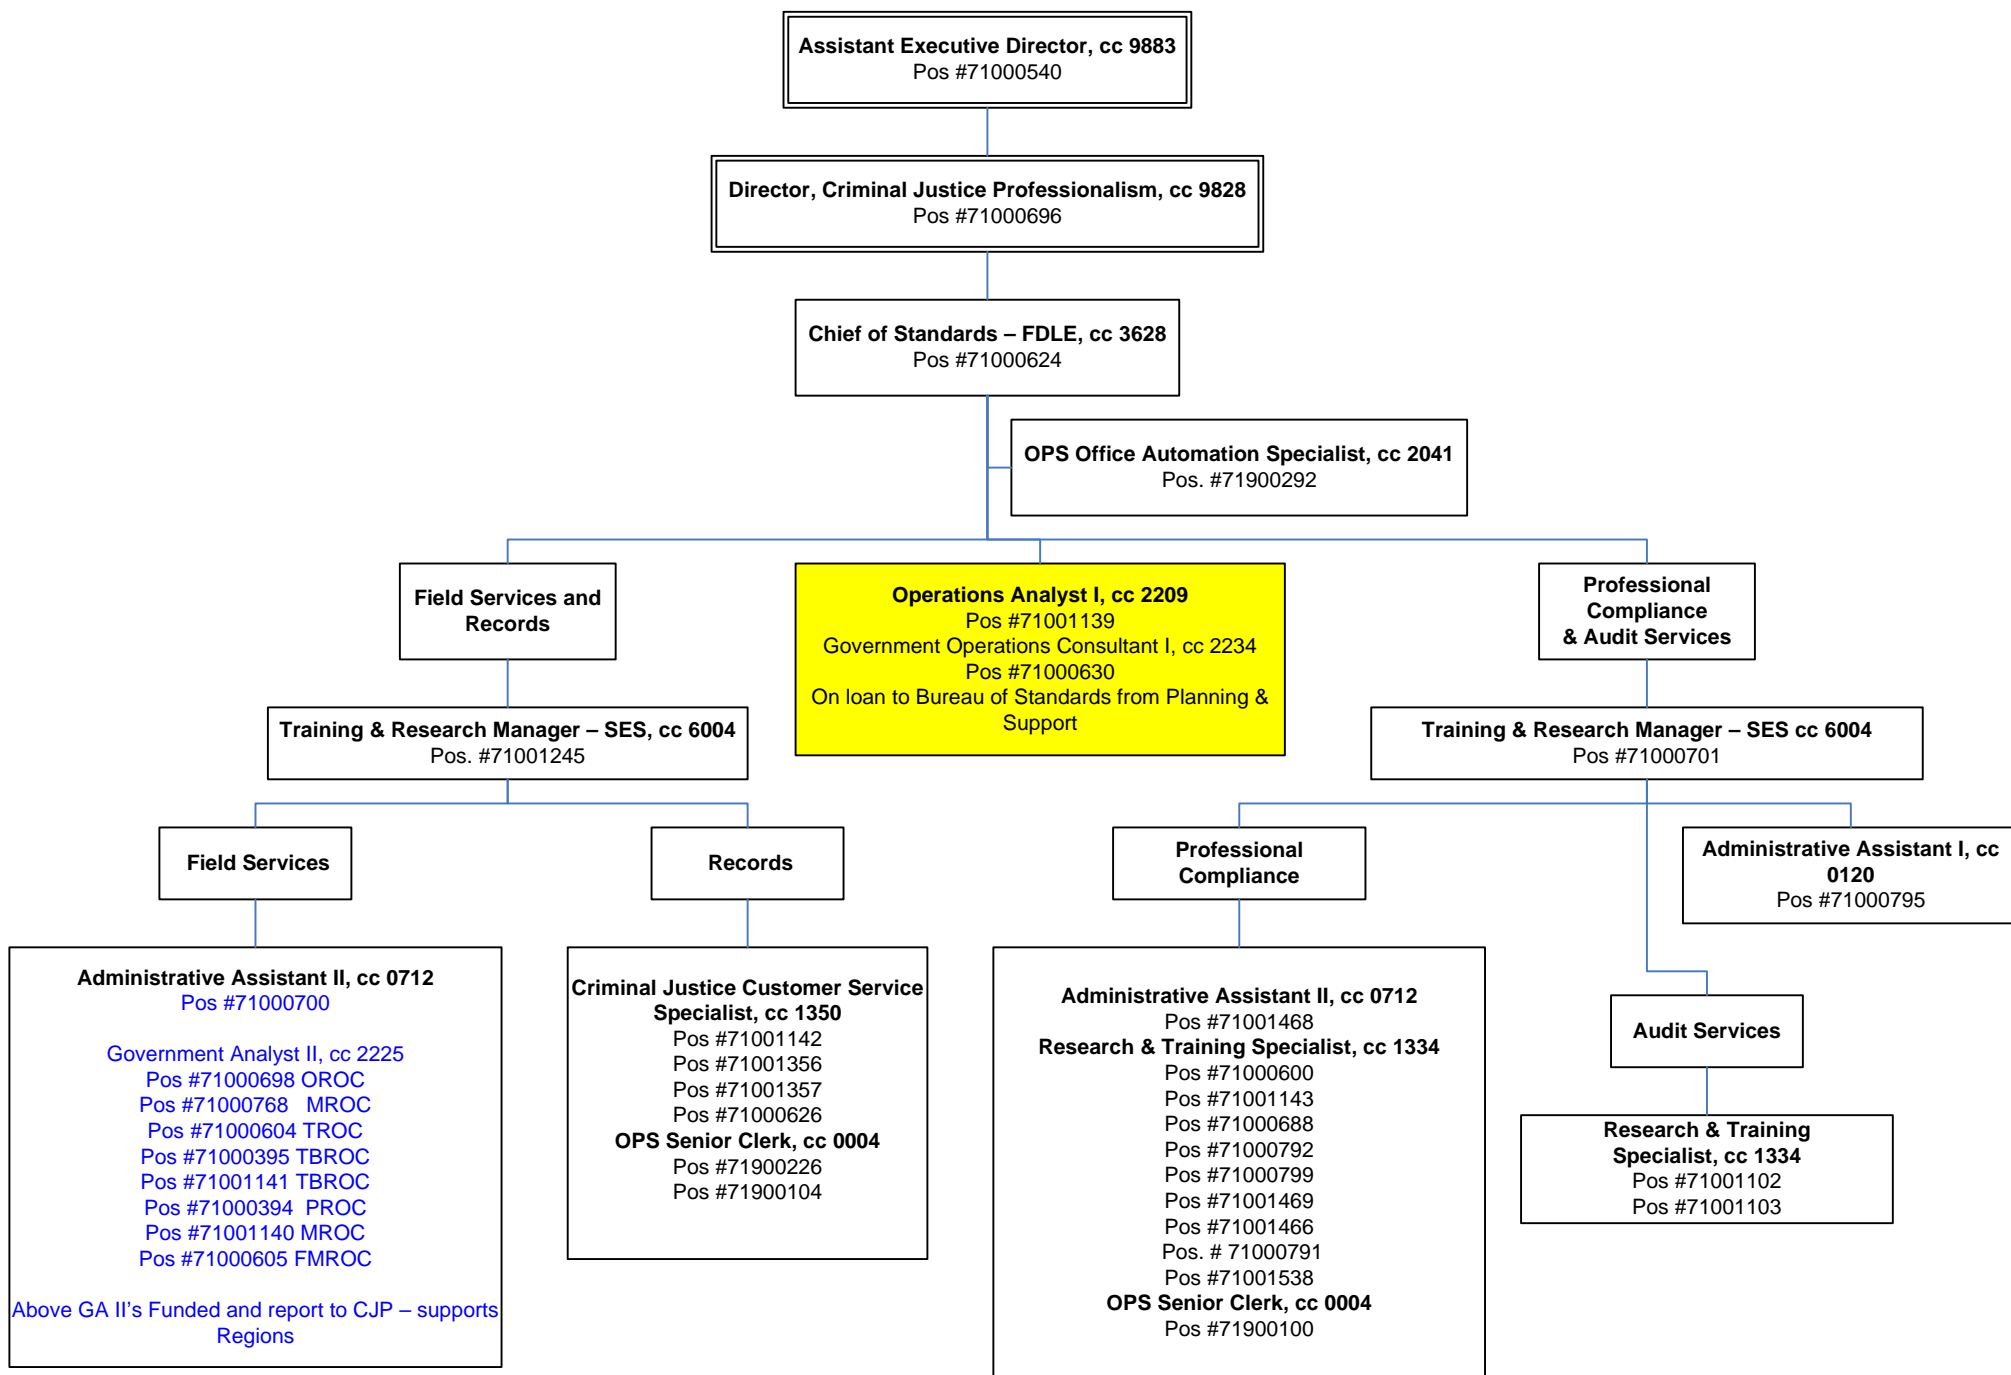 Assistant Executive Director, cc 9883
Pos #71000540
Director, Criminal Justice Professionalism, cc 9828
Pos #71000696
Chief of Standards – FDLE, cc 3628
Pos #71000624
OPS Office Automation Specialist, cc 2041
Pos. #71900292
Field Services and
Records
Operations Analyst I, cc 2209
Pos #71001139
Government Operations Consultant I, cc 2234
Pos #71000630
On loan to Bureau of Standards from Planning &
Support
Professional
Compliance
& Audit Services
Training & Research Manager – SES, cc 6004
Pos. #71001245
Training & Research Manager – SES cc 6004
Pos #71000701
Field Services
Records
Professional
Compliance
Administrative Assistant I, cc
0120
Pos #71000795
Administrative Assistant II, cc 0712
Pos #71000700
Government Analyst II, cc 2225
Pos #71000698 OROC
Pos #71000768   MROC
Pos #71000604 TROC
Pos #71000395 TBROC
Pos #71001141 TBROC
Pos #71000394  PROC
Pos #71001140 MROC
Pos #71000605 FMROC
Above GA II's Funded and report to CJP – supports
Regions
Criminal Justice Customer Service
Specialist, cc 1350
Pos #71001142
Pos #71001356
Pos #71001357
Pos #71000626
OPS Senior Clerk, cc 0004
Pos #71900226
Pos #71900104
Administrative Assistant II, cc 0712
Pos #71001468
Research & Training Specialist, cc 1334
Pos #71000600
Pos #71001143
Pos #71000688
Pos #71000792
Pos #71000799
Pos #71001469
Pos #71001466
Pos. # 71000791
Pos #71001538
OPS Senior Clerk, cc 0004
Pos #71900100
Audit Services
Research & Training
Specialist, cc 1334
Pos #71001102
Pos #71001103